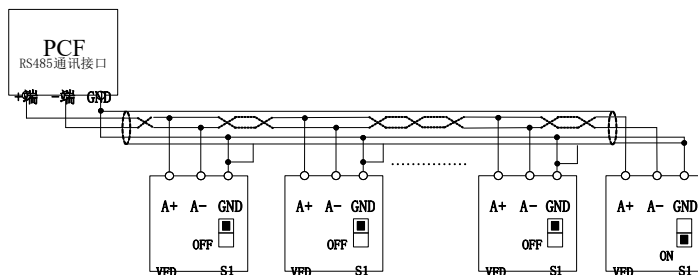 PCF
RS485通讯接口
+端 -端 GND
A+ A- GND A+ A- GND A+ A- GND A+ A- GND
OFF OFF OFF ON
VFD S1 VFD S1 VFD S1 VFD S1